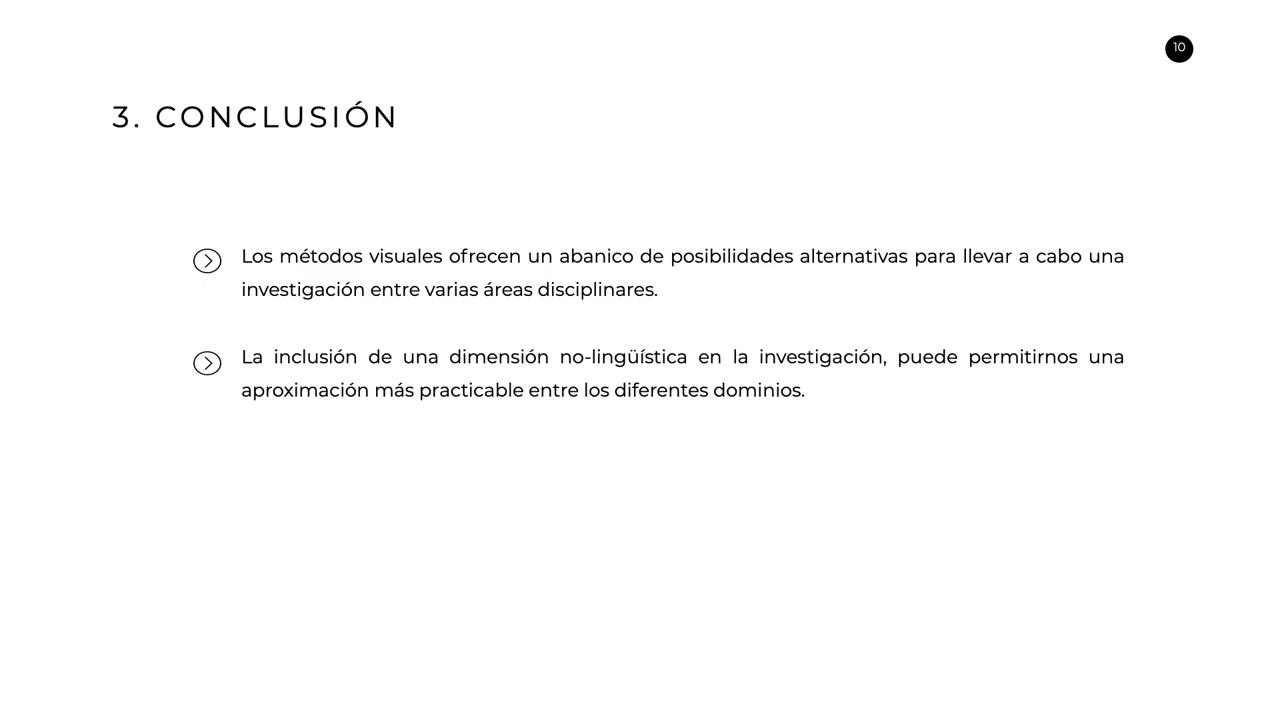 10
3. CONCLUSIÓN
Los métodos visuales ofrecen un abanico de posibilidades alternativas para llevar a cabo una
investigación entre varias áreas disciplinares.
La inclusión de una dimensión no-lingüística en la investigación, puede permitirnos una
aproximación más practicable entre los diferentes dominios.